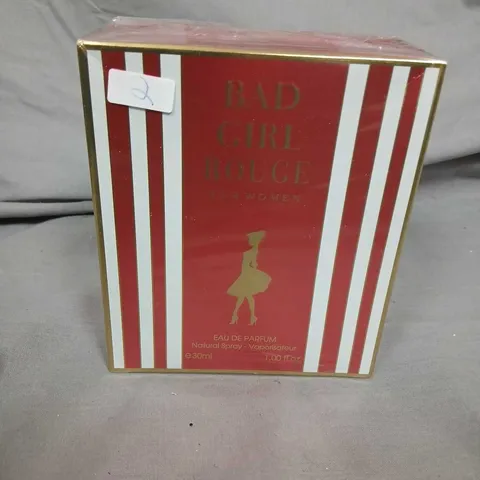 2
BAD
GIRL
ROUGE
FOR WOMEN
EAU DE PARFUM
Natural Spray - Vaporisateur
℮30ml 1.00 fl.oz